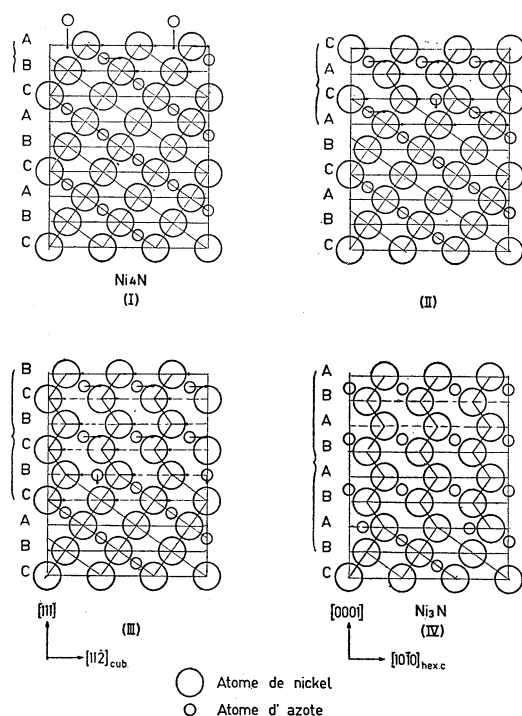 A
B
C
A
B
C
A
B
C
Ni4N
(I)
C
A
C
A
B
C
A
B
C
(II)
B
C
B
C
B
C
A
B
C
[111]
[112̄] cub.
(III)
A
B
A
B
A
B
A
B
C
[0001]
Ni3N
(IV)
[101̄0] hex.c
Atome de nickel
Atome d' azote